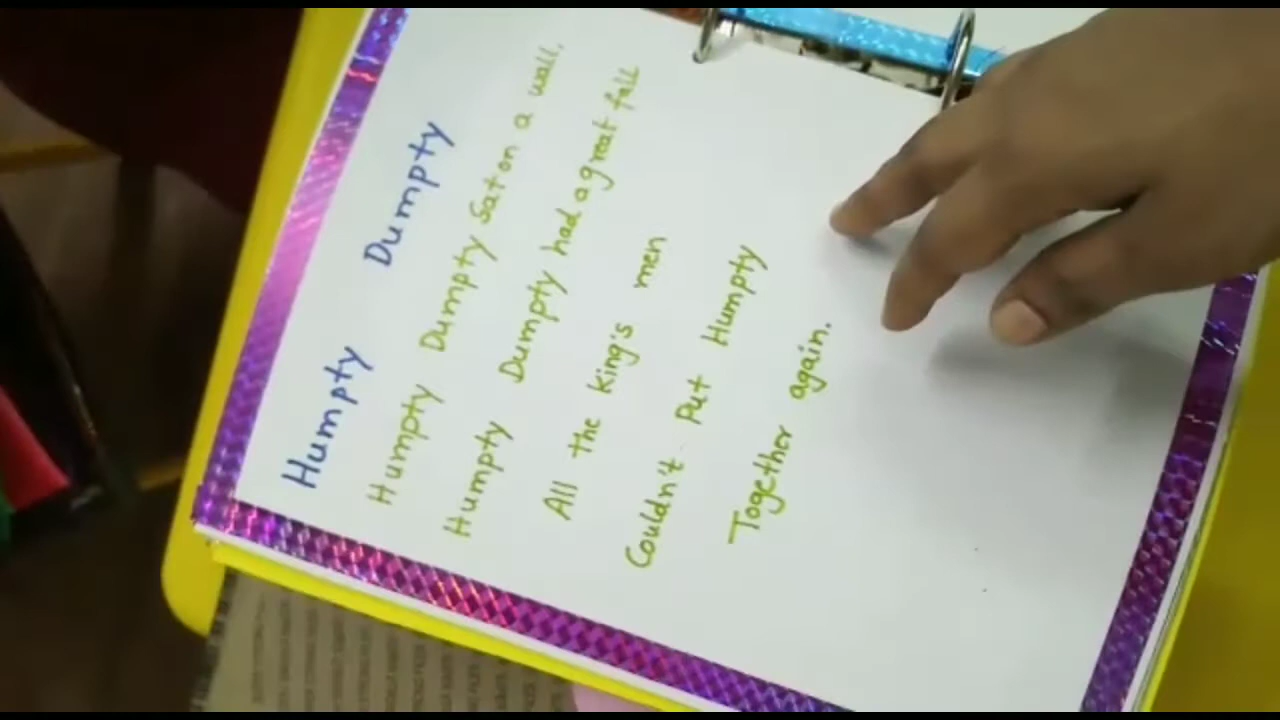 Humpty Dumpty
Humpty Dumpty Sat on a wall.
Humpty Dumpty had a great fall
All the King's men
Couldn't Put Humpty
Together again.